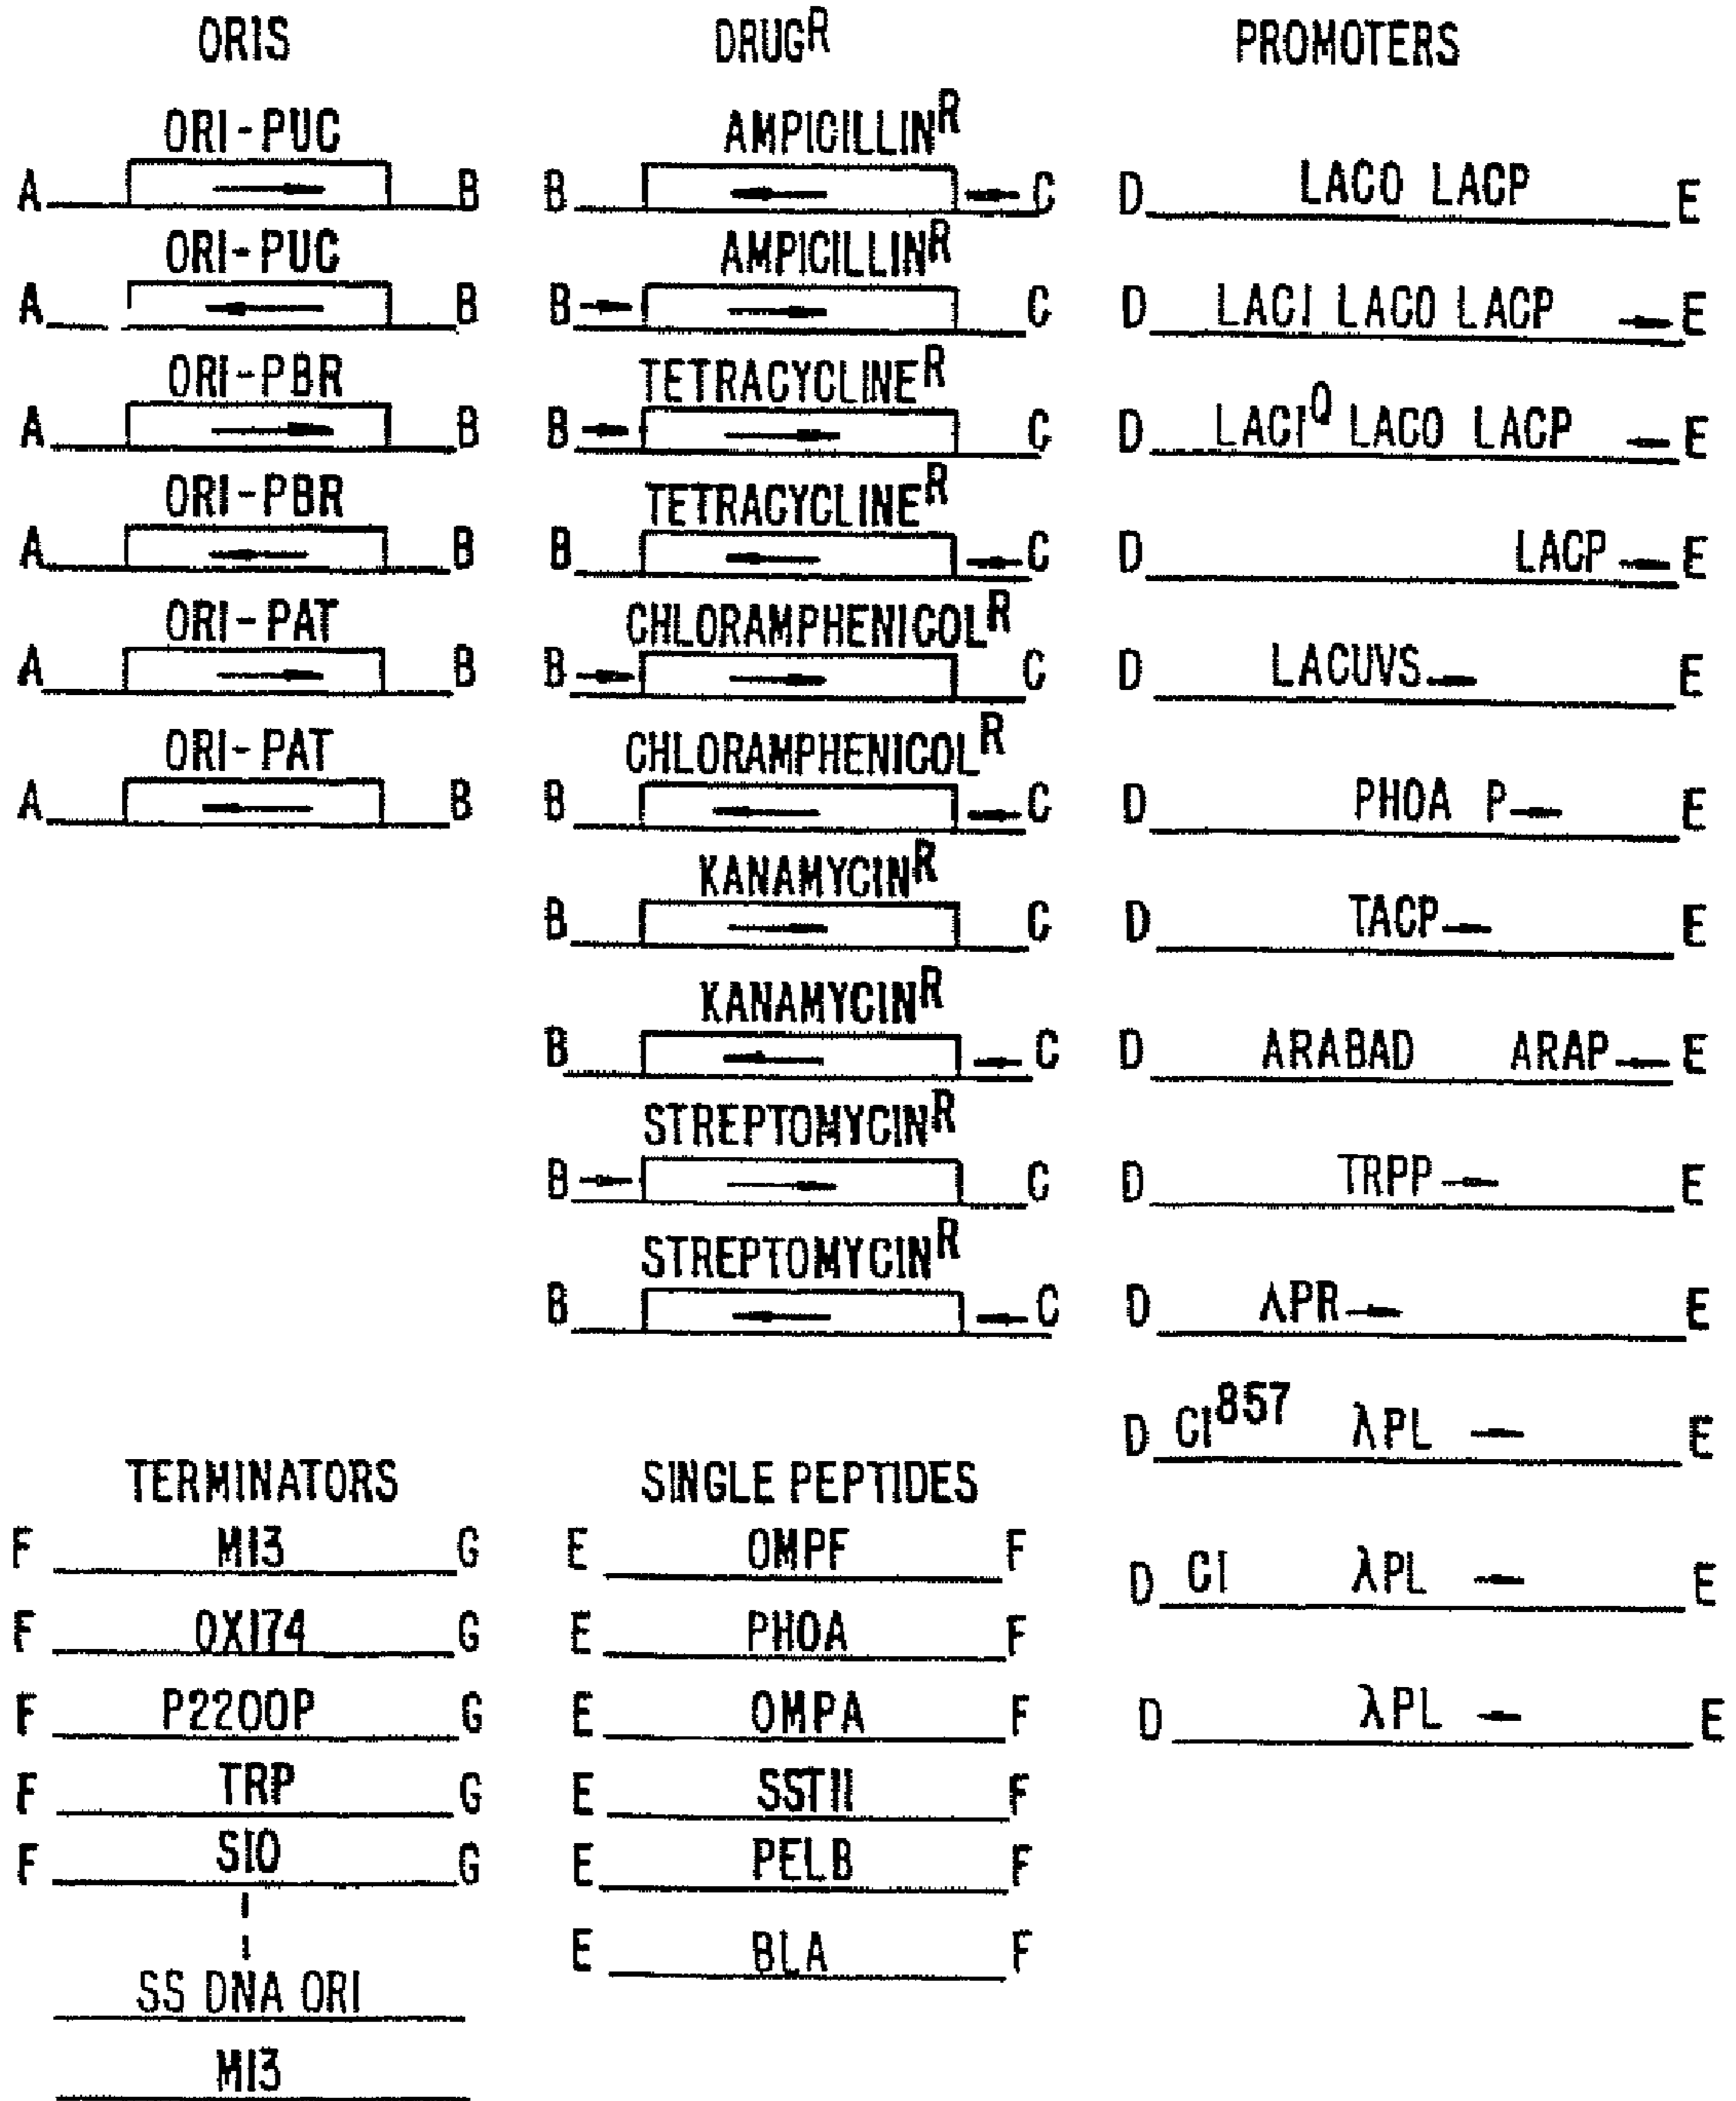 ORIS
ORI-PUC
A B
ORI-PUC
A B
ORI-PBR
A B
ORI-PBR
A B
ORI-PAT
A B
ORI-PAT
A B
DRUGR
AMPICILLINR
B C
AMPICILLINR
B C
TETRACYCLINER
B C
TETRACYCLINER
B C
CHLORAMPHENICOLR
B C
CHLORAMPHENICOLR
B C
KANAMYCINR
B C
KANAMYCINR
B C
STREPTOMYCINR
B C
STREPTOMYCINR
B C
PROMOTERS
D LACO LACP E
D LACI LACO LACP E
D LACIQ LACO LACP E
D LACP E
D LACUVS E
D PHOA P E
D TACP E
D ARABAD ARAP E
D TRPP E
D ΛPR E
D CI857 λPL E
D CI λPL E
D λPL E
TERMINATORS
F MI3 G
F OXI74 G
F P2200P G
F TRP G
F SIO G
SS DNA ORI
MI3
SINGLE PEPTIDES
E OMPF F
E PHOA F
E OMPA F
E SSTII F
E PELB F
E BLA F